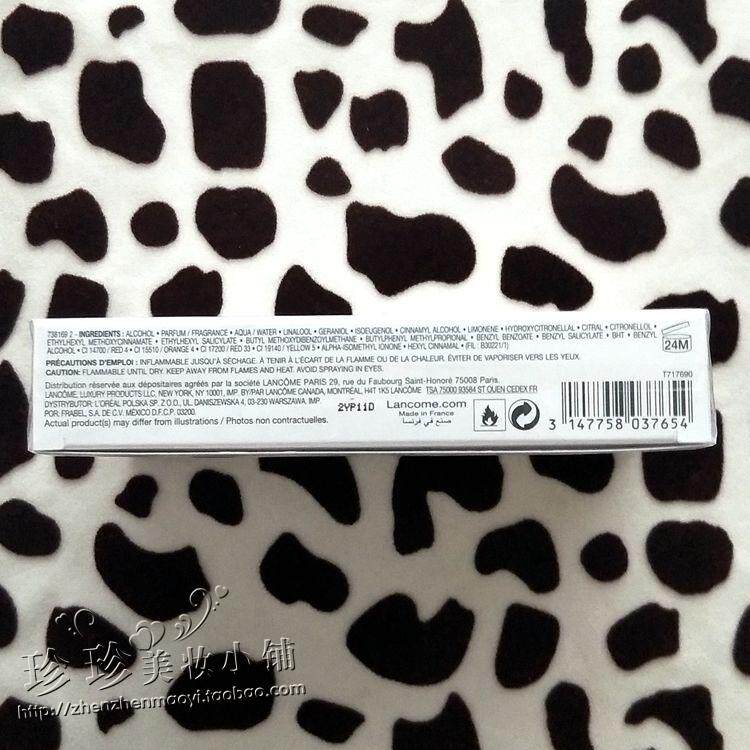 738169 2 - INGREDIENTS : ALCOHOL • PARFUM / FRAGRANCE • AQUA / WATER • LINALOOL • GERANIOL • ISOEUGENOL • CINNAMYL ALCOHOL • LIMONENE • HYDROXYCITRONELLAL • CITRAL • CITRONELLOL •
ETHYLHEXYL METHOXYCINNAMATE • ETHYLHEXYL SALICYLATE • BUTYL METHOXYDIBENZOYLMETHANE • BUTYLPHENYL METHYLPROPIONAL • BENZYL BENZOATE • BENZYL SALICYLATE • BHT • BENZYL
ALCOHOL • CI 14700 / RED 4 • CI 15510 / ORANGE 4 • CI 17200 / RED 33 • CI 19140 / YELLOW 5 • ALPHA-ISOMETHYL IONONE • HEXYL CINNAMAL • (FIL : B30221/1)
PRÉCAUTIONS D'EMPLOI : INFLAMMABLE JUSQU'À SÉCHAGE. À TENIR À L'ÉCART DE LA FLAMME OU DE LA CHALEUR. ÉVITER DE VAPORISER VERS LES YEUX.
CAUTION: FLAMMABLE UNTIL DRY. KEEP AWAY FROM FLAMES AND HEAT. AVOID SPRAYING IN EYES.
24M
T717690
Distribution réservée aux dépositaires agréés par la société LANCÔME PARIS 29, rue du Faubourg Saint-Honoré 75008 Paris.
LANCÔME, LUXURY PRODUCTS LLC, NEW YORK, NY 10001, IMP. BY/PAR LANCÔME CANADA, MONTRÉAL, H4T 1K5 LANCÔME TSA 75000 93584 ST OUEN CEDEX FR
DYSTRYBUTOR: L'ORÉAL POLSKA SP. Z O.O., UL. DANISZEWSKA 4, 03-230 WARSZAWA. IMP.
POR: FRABEL, S.A. DE C.V. MÉXICO D.F.C.P. 03200.
Actual product(s) may differ from illustrations / Photos non contractuelles.
2YP11D
Lancome.com
Made in France
صنع في فرنسا
3 147758 037654
珍珍美妆小铺
http://zhenzhenmaoyi.taobao.com